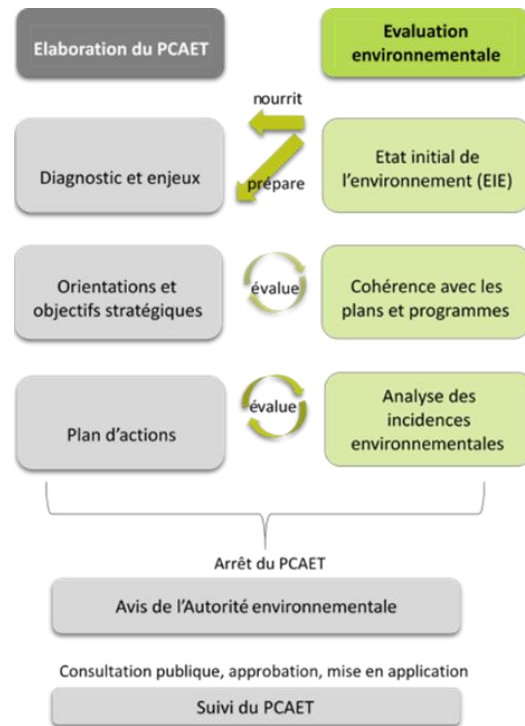 Elaboration du PCAET
Evaluation
environnementale
nourrit
Diagnostic et enjeux
prépare
Etat initial de
l'environnement (EIE)
Orientations et
objectifs stratégiques
évalue
Cohérence avec les
plans et programmes
Plan d'actions
évalue
Analyse des
incidences
environnementales
Arrêt du PCAET
Avis de l'Autorité environnementale
Consultation publique, approbation, mise en application
Suivi du PCAET